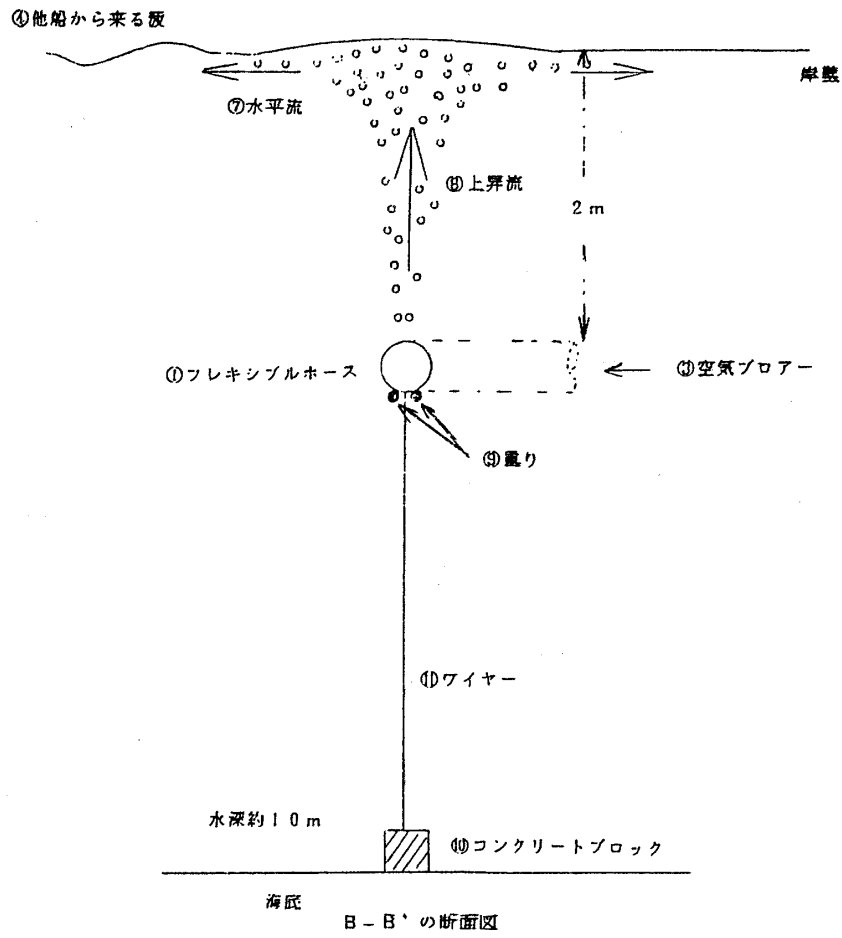 ④他船から来る波
岸壁
⑦水平流
⑧上昇流
2m
①フレキシブルホース
③空気ブロアー
⑨重り
⑪ワイヤー
水深約10m
⑩コンクリートブロック
海底
B-B'の断面図